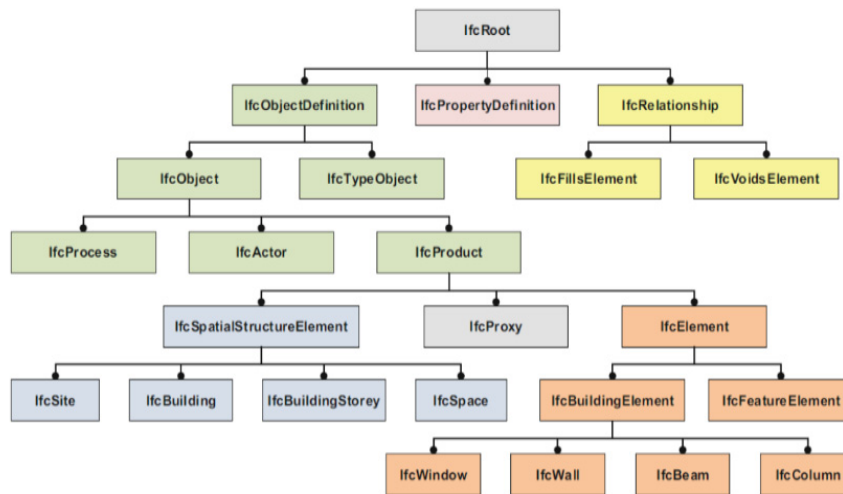 IfcRoot
IfcObjectDefinition
IfcPropertyDefinition
IfcRelationship
IfcObject
IfcTypeObject
IfcFillsElement
IfcVoidsElement
IfcProcess
IfcActor
IfcProduct
IfcSpatialStructureElement
IfcProxy
IfcElement
IfcSite
IfcBuilding
IfcBuildingStorey
IfcSpace
IfcBuildingElement
IfcFeatureElement
IfcWindow
IfcWall
IfcBeam
IfcColumn